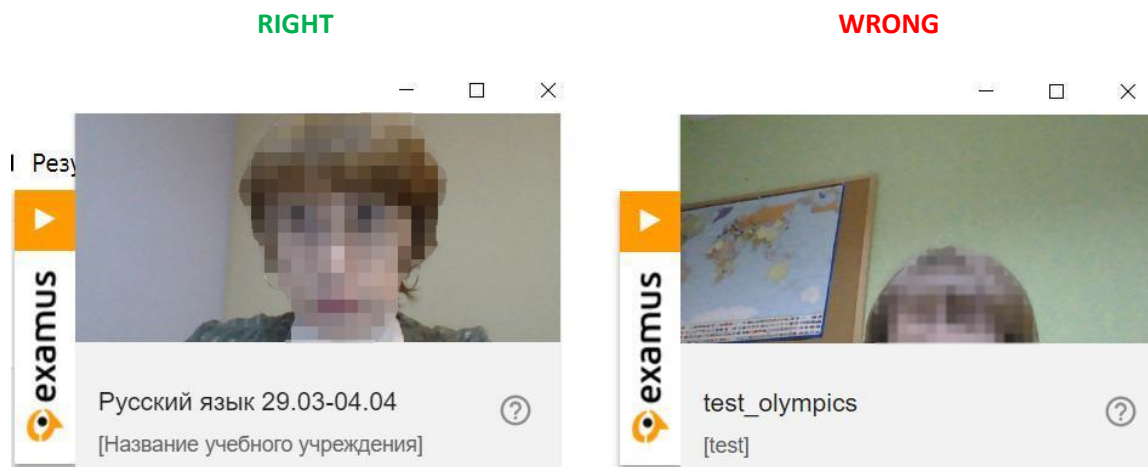 RIGHT
WRONG
Резу
examus
Русский язык 29.03-04.04
[Название учебного учреждения]
examus
test_olympics
[test]